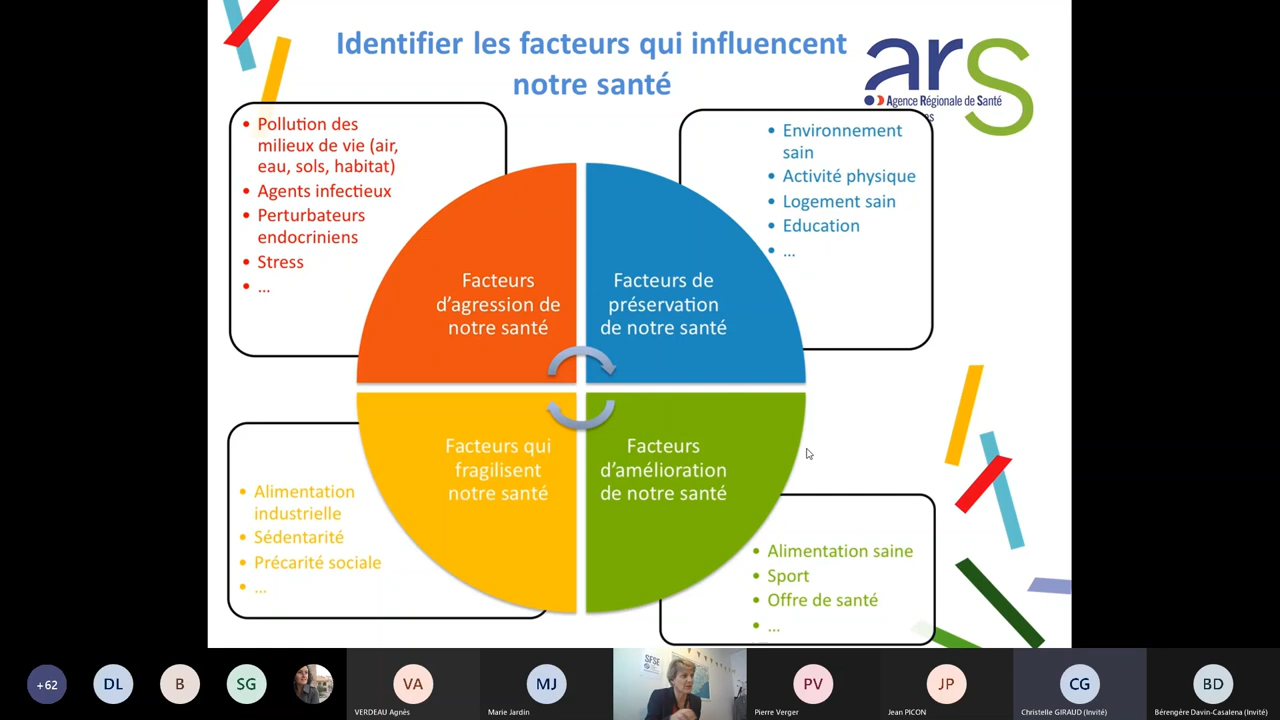 Identifier les facteurs qui influencent
notre santé
ars
Agence Régionale de Santé
es
• Pollution des
milieux de vie (air,
eau, sols, habitat)
• Agents infectieux
• Perturbateurs
endocriniens
• Stress
• ...
• Environnement
sain
• Activité physique
• Logement sain
• Education
• ...
Facteurs
d'agression de
notre santé
Facteurs de
préservation
de notre santé
Facteurs qui
fragilisent
notre santé
Facteurs
d'amélioration
de notre santé
• Alimentation
industrielle
• Sédentarité
• Précarité sociale
• ...
• Alimentation saine
• Sport
• Offre de santé
• ...
+62
DL
B
SG
VA
VERDEAU Agnès
MJ
Marie Jardin
SFSE
PV
Pierre Verger
JP
Jean PICON
CG
Christelle GIRAUD (Invité)
BD
Bérengère Davin-Casalena (Invité)